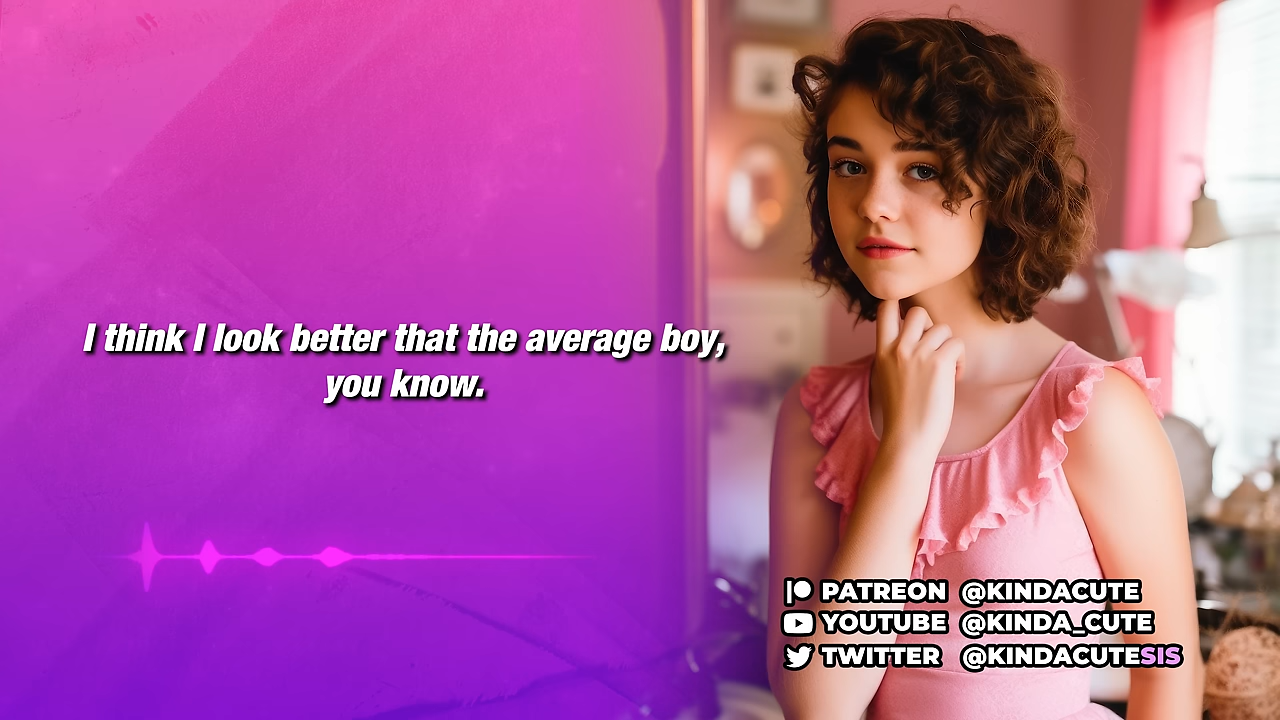 I think I look better that the average boy,
you know.
PATREON @KINDACUTE
YOUTUBE @KINDA_CUTE
TWITTER @KINDACUTESIS